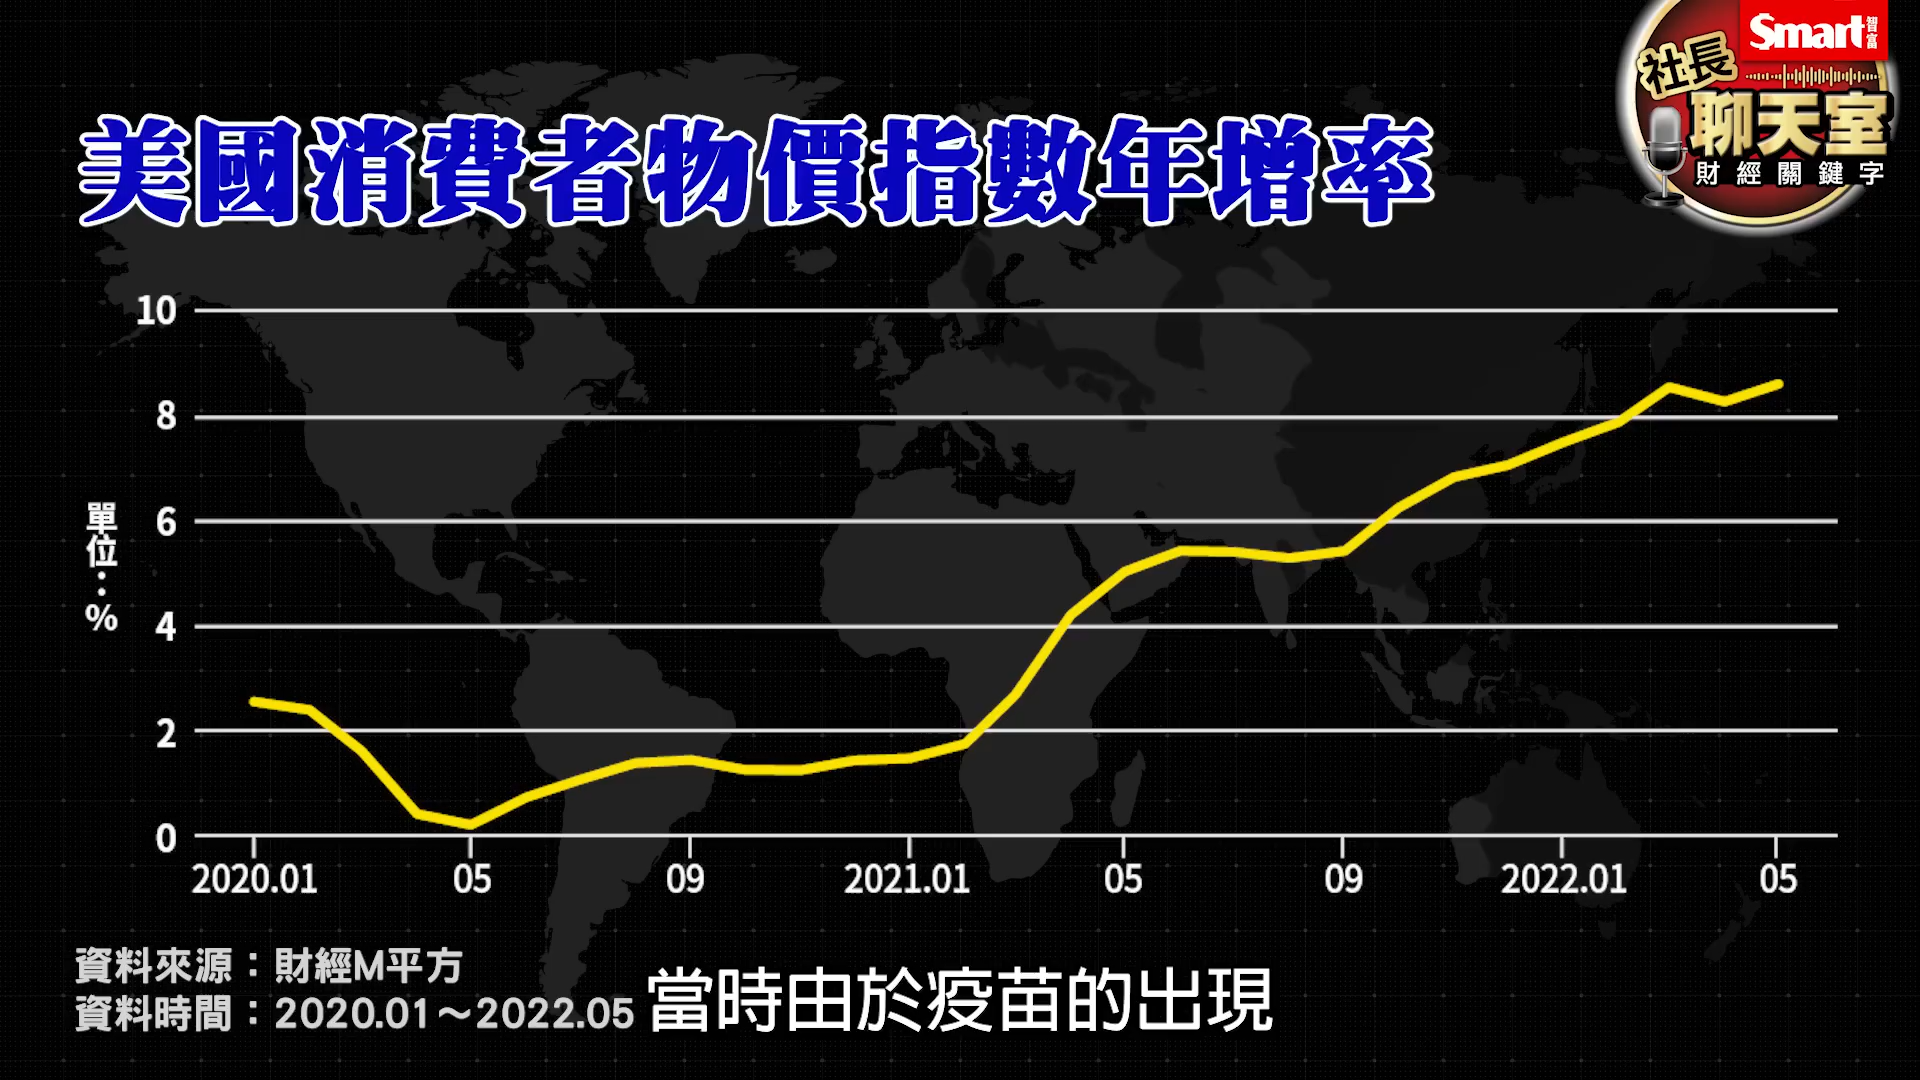 Smart智富
社長
聊天室
財經關鍵字
美國消費者物價指數年增率
單位：%
10
8
6
4
2
0
2020.01 05 09 2021.01 05 09 2022.01 05
資料來源：財經M平方
資料時間：2020.01～2022.05
當時由於疫苗的出現